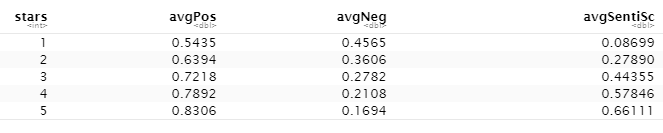 stars avgPos avgNeg avgSentiSc
<int> <dbl> <dbl> <dbl>
1 0.5435 0.4565 0.08699
2 0.6394 0.3606 0.27890
3 0.7218 0.2782 0.44355
4 0.7892 0.2108 0.57846
5 0.8306 0.1694 0.66111